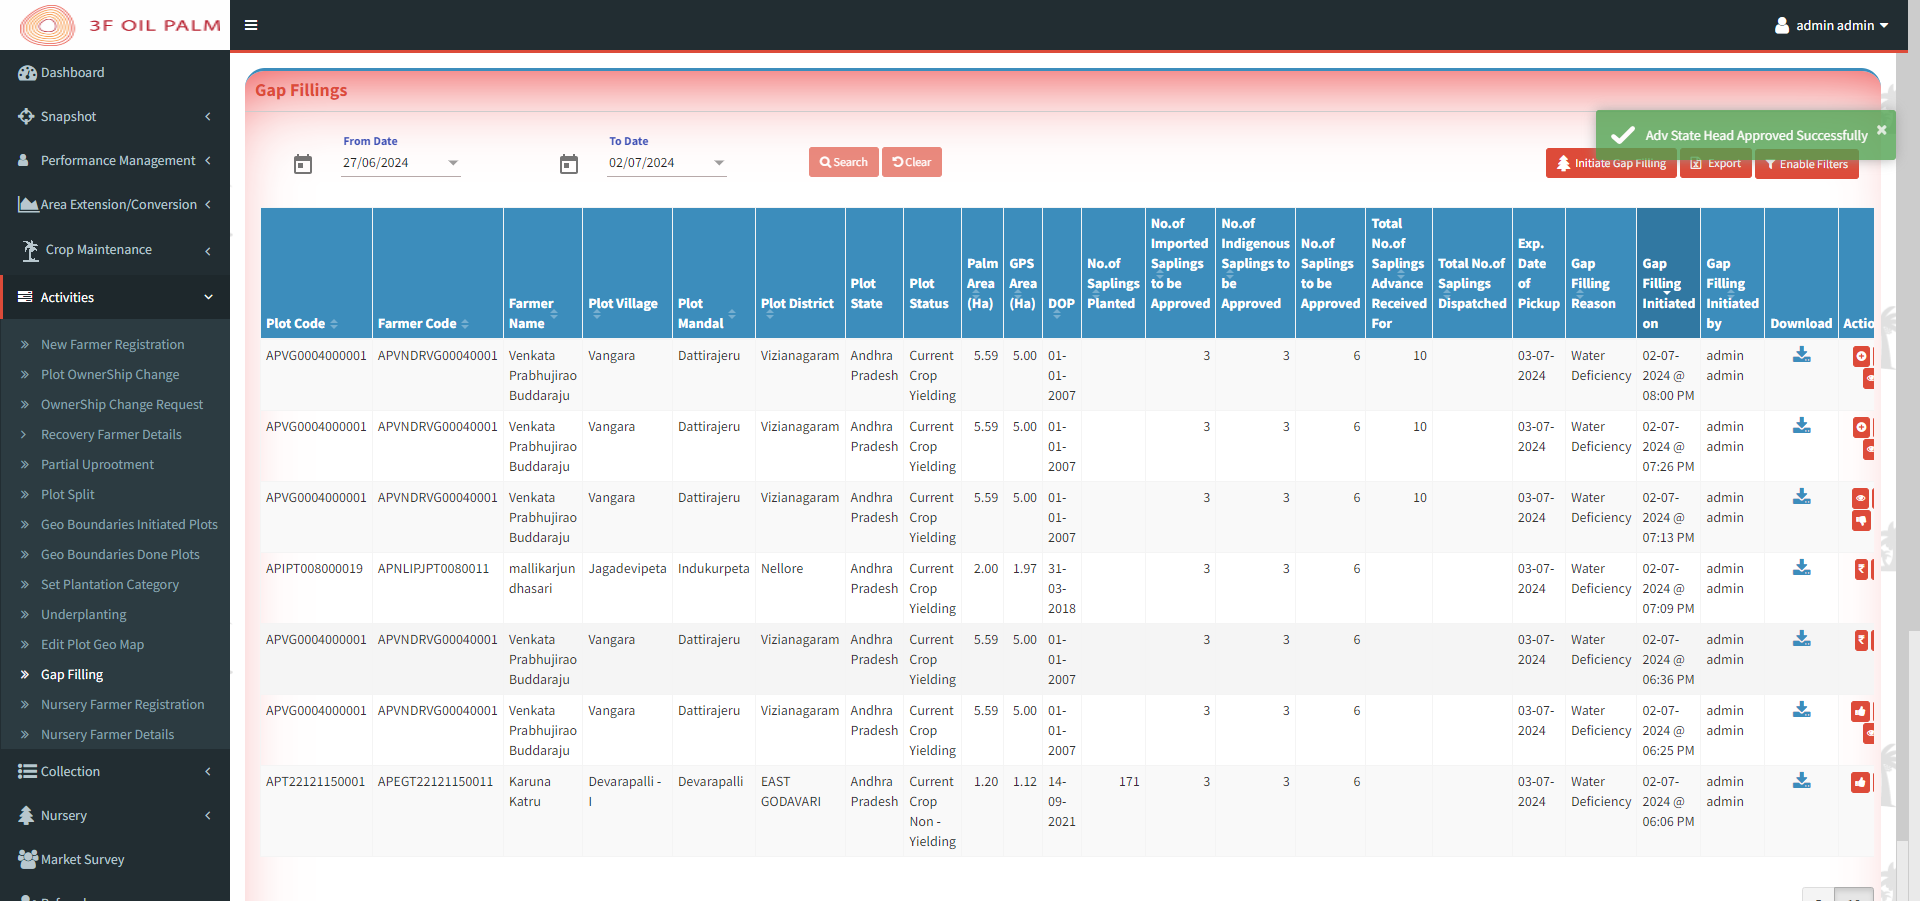 3F OIL PALM
admin admin
Dashboard
Snapshot
Performance Management
Area Extension/Conversion
Crop Maintenance
Activities
New Farmer Registration
Plot OwnerShip Change
OwnerShip Change Request
Recovery Farmer Details
Partial Uprootment
Plot Split
Geo Boundaries Initiated Plots
Geo Boundaries Done Plots
Set Plantation Category
Underplanting
Edit Plot Geo Map
Gap Filling
Nursery Farmer Registration
Nursery Farmer Details
Collection
Nursery
Market Survey
Gap Fillings
Adv State Head Approved Successfully
From Date
27/06/2024
To Date
02/07/2024
Search
Clear
Initiate Gap Filling
Export
Enable Filters
Plot Code
Farmer Code
Farmer
Name
Plot Village
Plot
Mandal
Plot District
Plot
State
Plot
Status
Palm
Area
(Ha)
GPS
Area
(Ha)
DOP
No.of
Saplings
Planted
No.of
Imported
Saplings
to be
Approved
No.of
Indigenous
Saplings to
be
Approved
No.of
Saplings
to be
Approved
Total
No.of
Saplings
Advance
Received
For
Total No.of
Saplings
Dispatched
Exp.
Date
of
Pickup
Gap
Filling
Reason
Gap
Filling
Initiated
on
Gap
Filling
Initiated
by
Download
Actio
APVG0004000001 APVNDRVG00040001 Venkata Vangara Dattirajeru Vizianagaram Andhra Current 5.59 5.00 01- 3 3 6 10 03-07- Water 02-07- admin
Prabhujirao Pradesh Crop 01- 2024 Deficiency 2024 @ admin
Buddaraju Yielding 2007 08:00 PM
APVG0004000001 APVNDRVG00040001 Venkata Vangara Dattirajeru Vizianagaram Andhra Current 5.59 5.00 01- 3 3 6 10 03-07- Water 02-07- admin
Prabhujirao Pradesh Crop 01- 2024 Deficiency 2024 @ admin
Buddaraju Yielding 2007 07:26 PM
APVG0004000001 APVNDRVG00040001 Venkata Vangara Dattirajeru Vizianagaram Andhra Current 5.59 5.00 01- 3 3 6 10 03-07- Water 02-07- admin
Prabhujirao Pradesh Crop 01- 2024 Deficiency 2024 @ admin
Buddaraju Yielding 2007 07:13 PM
APIPT008000019 APNLIPJPT0080011 mallikarjun Jagadevipeta Indukurpeta Nellore Andhra Current 2.00 1.97 31- 3 3 6 03-07- Water 02-07- admin ₹
dhasari Pradesh Crop 03- 2024 Deficiency 2024 @ admin
Yielding 2018 07:09 PM
APVG0004000001 APVNDRVG00040001 Venkata Vangara Dattirajeru Vizianagaram Andhra Current 5.59 5.00 01- 3 3 6 03-07- Water 02-07- admin ₹
Prabhujirao Pradesh Crop 01- 2024 Deficiency 2024 @ admin
Buddaraju Yielding 2007 06:36 PM
APVG0004000001 APVNDRVG00040001 Venkata Vangara Dattirajeru Vizianagaram Andhra Current 5.59 5.00 01- 3 3 6 03-07- Water 02-07- admin
Prabhujirao Pradesh Crop 01- 2024 Deficiency 2024 @ admin
Buddaraju Yielding 2007 06:25 PM
APT22121150001 APEGT22121150011 Karuna Devarapalli - Devarapalli EAST Andhra Current 1.20 1.12 14- 171 3 3 6 03-07- Water 02-07- admin
Katru I GODAVARI Pradesh Crop 09- 2024 Deficiency 2024 @ admin
Non - 2021 06:06 PM
Yielding